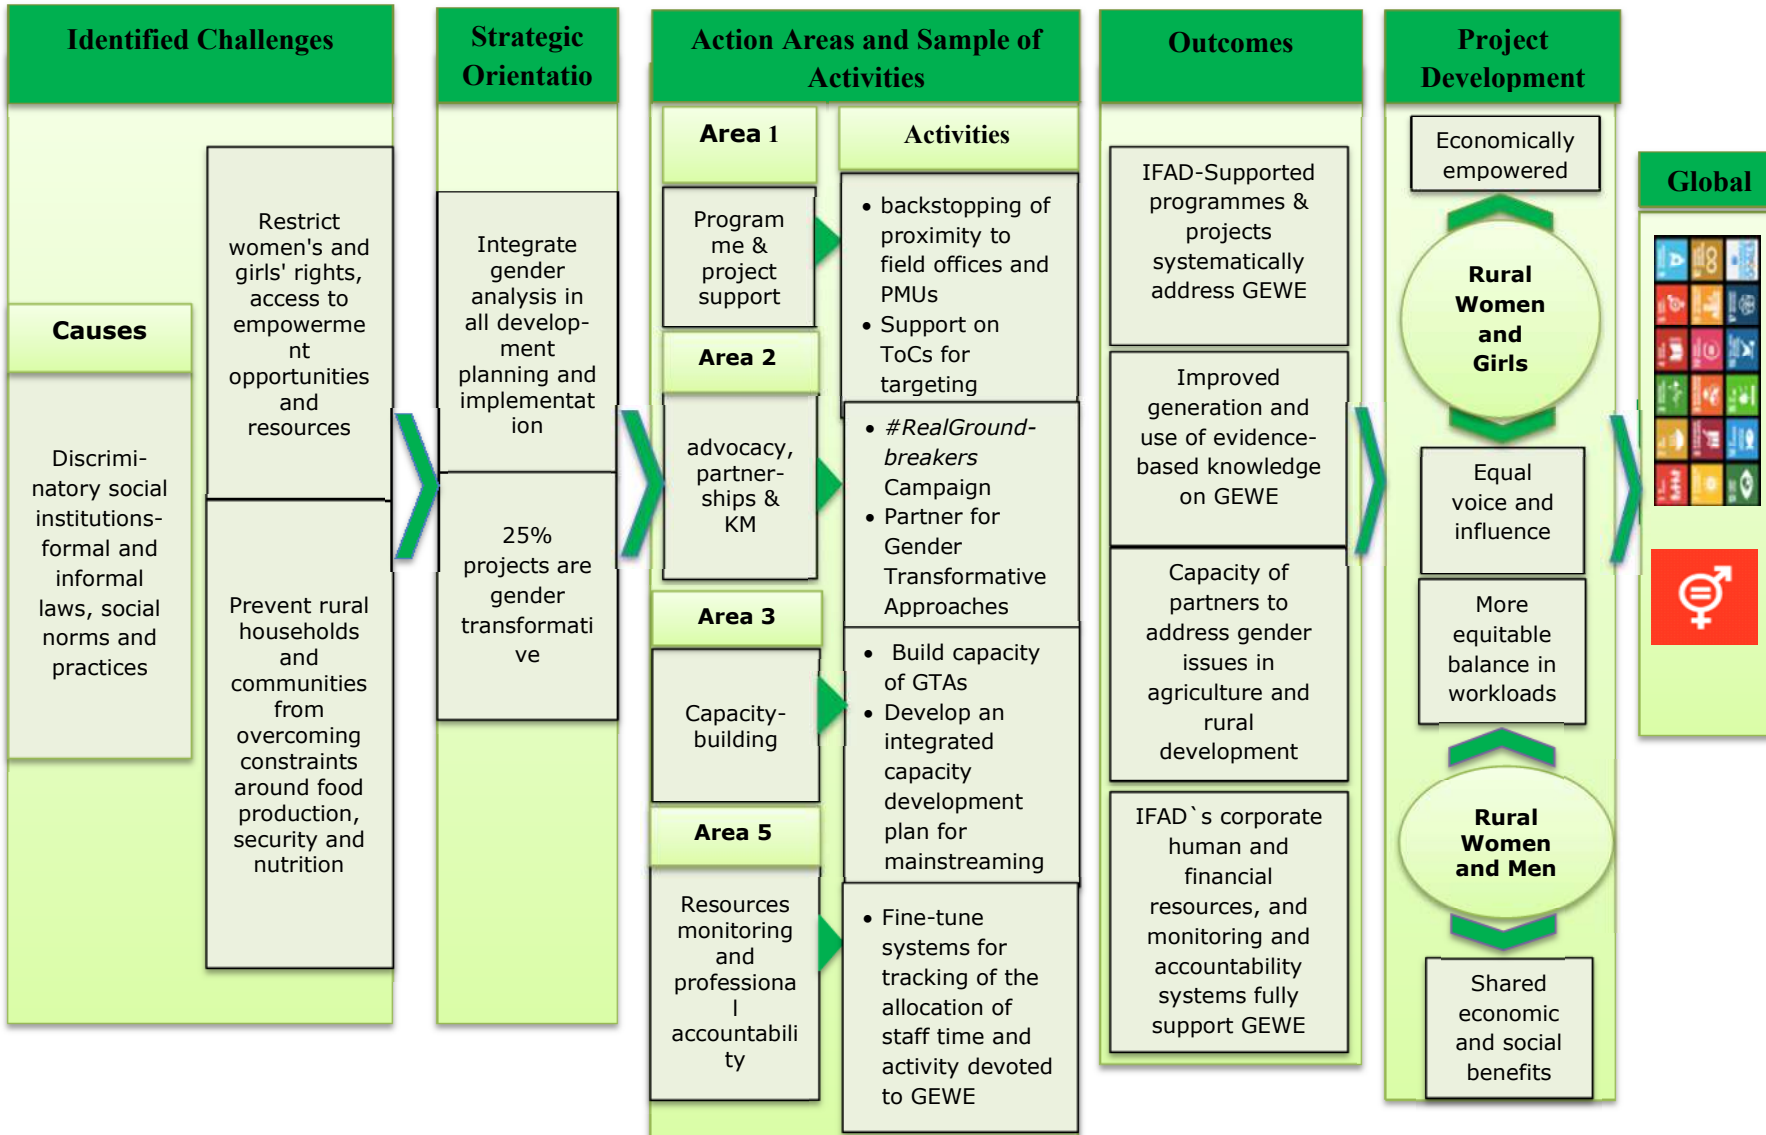 Identified Challenges
Causes
Discrimi-
natory social
institutions-
formal and
informal
laws, social
norms and
practices
Restrict
women's and
girls' rights,
access to
empowerme
nt
opportunities
and
resources
Prevent rural
households
and
communities
from
overcoming
constraints
around food
production,
security and
nutrition
Strategic
Orientatio
Integrate
gender
analysis in
all develop-
ment
planning and
implementat
ion
25%
projects are
gender
transformati
ve
Action Areas and Sample of
Activities
Area 1
Program
me &
project
support
Area 2
advocacy,
partner-
ships &
KM
Area 3
Capacity-
building
Area 5
Resources
monitoring
and
professiona
l
accountabili
ty
Activities
• backstopping of
proximity to
field offices and
PMUs
• Support on
ToCs for
targeting
• #RealGround-
breakers
Campaign
• Partner for
Gender
Transformative
Approaches
• Build capacity
of GTAs
• Develop an
integrated
capacity
development
plan for
mainstreaming
• Fine-tune
systems for
tracking of the
allocation of
staff time and
activity devoted
to GEWE
Outcomes
IFAD-Supported
programmes &
projects
systematically
address GEWE
Improved
generation and
use of evidence-
based knowledge
on GEWE
Capacity of
partners to
address gender
issues in
agriculture and
rural
development
IFAD`s corporate
human and
financial
resources, and
monitoring and
accountability
systems fully
support GEWE
Project
Development
Economically
empowered
Rural
Women
and
Girls
Equal
voice and
influence
More
equitable
balance in
workloads
Rural
Women
and Men
Shared
economic
and social
benefits
Global